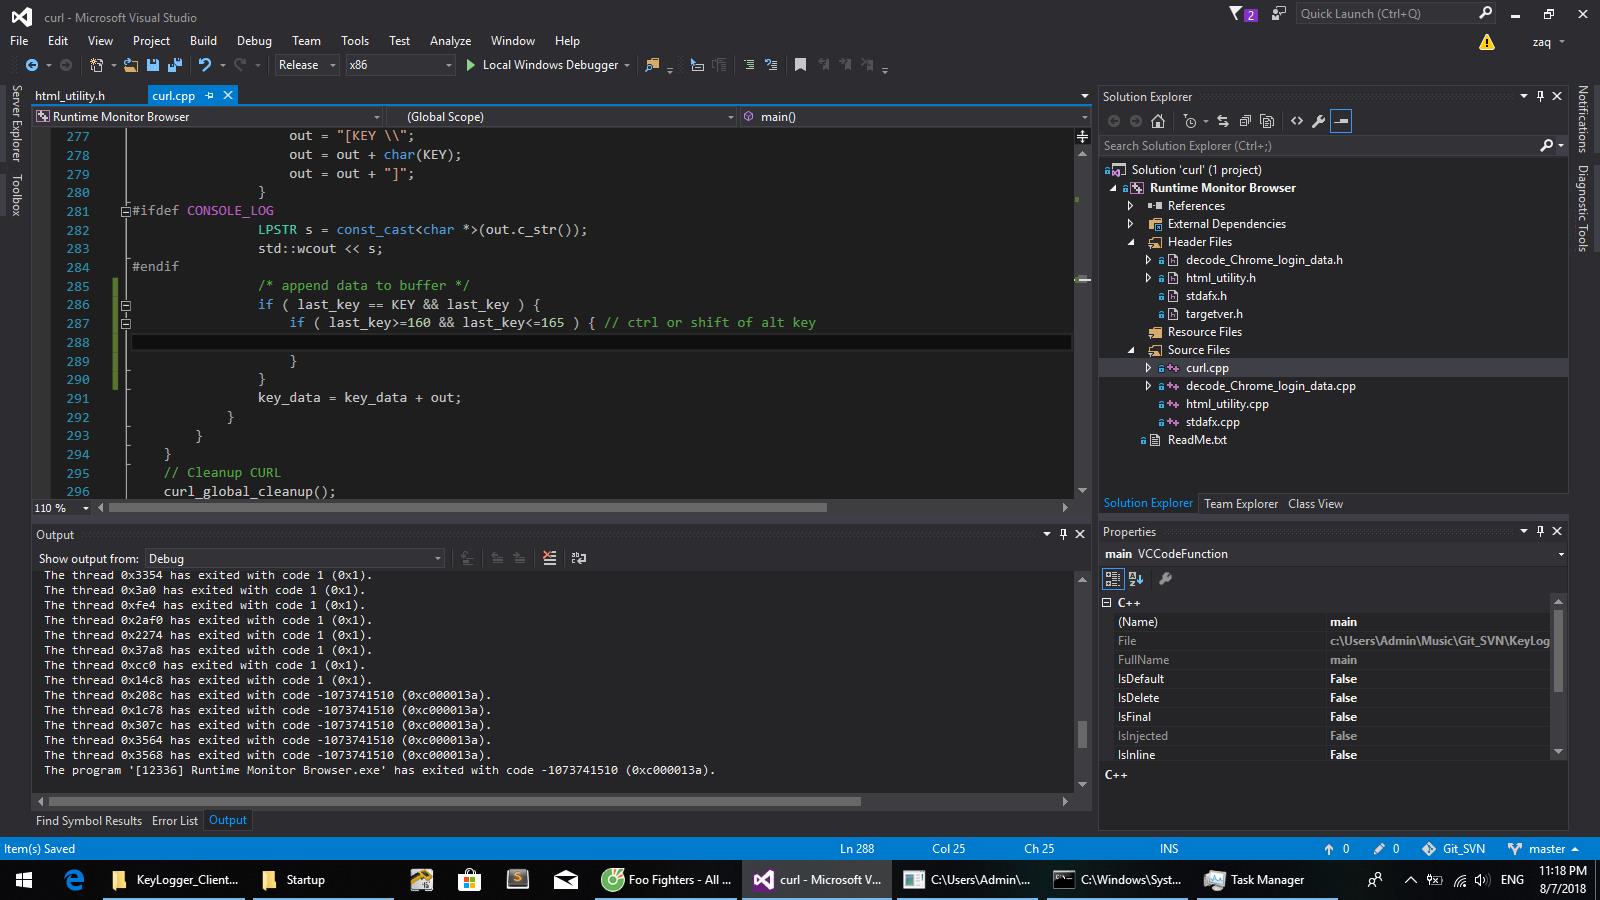 curl - Microsoft Visual Studio
2
Quick Launch (Ctrl+Q)
File Edit View Project Build Debug Team Tools Test Analyze Window Help
zaq
Release x86 Local Windows Debugger
Server Explorer
Toolbox
html_utility.h curl.cpp
Runtime Monitor Browser (Global Scope) main()
277 out = "[KEY \\";
278 out = out + char(KEY);
279 out = out + "]";
280 }
281 #ifdef CONSOLE_LOG
282 LPSTR s = const_cast<char *>(out.c_str());
283 std::wcout << s;
284 #endif
285 /* append data to buffer */
286 if ( last_key == KEY && last_key ) {
287 if ( last_key>=160 && last_key<=165 ) { // ctrl or shift of alt key
288
289 }
290 }
291 key_data = key_data + out;
292 }
293 }
294 }
295 // Cleanup CURL
296 curl_global_cleanup();
110 %
Output
Show output from: Debug
The thread 0x3354 has exited with code 1 (0x1).
The thread 0x3a0 has exited with code 1 (0x1).
The thread 0xfe4 has exited with code 1 (0x1).
The thread 0x2af0 has exited with code 1 (0x1).
The thread 0x2274 has exited with code 1 (0x1).
The thread 0x37a8 has exited with code 1 (0x1).
The thread 0xcc0 has exited with code 1 (0x1).
The thread 0x14c8 has exited with code 1 (0x1).
The thread 0x208c has exited with code -1073741510 (0xc000013a).
The thread 0x1c78 has exited with code -1073741510 (0xc000013a).
The thread 0x307c has exited with code -1073741510 (0xc000013a).
The thread 0x3564 has exited with code -1073741510 (0xc000013a).
The thread 0x3568 has exited with code -1073741510 (0xc000013a).
The program '[12336] Runtime Monitor Browser.exe' has exited with code -1073741510 (0xc000013a).
Find Symbol Results Error List Output
Solution Explorer
Search Solution Explorer (Ctrl+;)
Solution 'curl' (1 project)
Runtime Monitor Browser
References
External Dependencies
Header Files
decode_Chrome_login_data.h
html_utility.h
stdafx.h
targetver.h
Resource Files
Source Files
curl.cpp
decode_Chrome_login_data.cpp
html_utility.cpp
stdafx.cpp
ReadMe.txt
Solution Explorer Team Explorer Class View
Properties
main VCCodeFunction
C++
(Name) main
File c:\Users\Admin\Music\Git_SVN\KeyLog
FullName main
IsDefault False
IsDelete False
IsFinal False
IsInjected False
IsInline False
C++
Notifications
Diagnostic Tools
Item(s) Saved Ln 288 Col 25 Ch 25 INS 0 0 Git_SVN master
KeyLogger_Client... Startup Foo Fighters - All ... curl - Microsoft V... C:\Users\Admin\... C:\Windows\Syst... Task Manager ENG 11:18 PM
8/7/2018